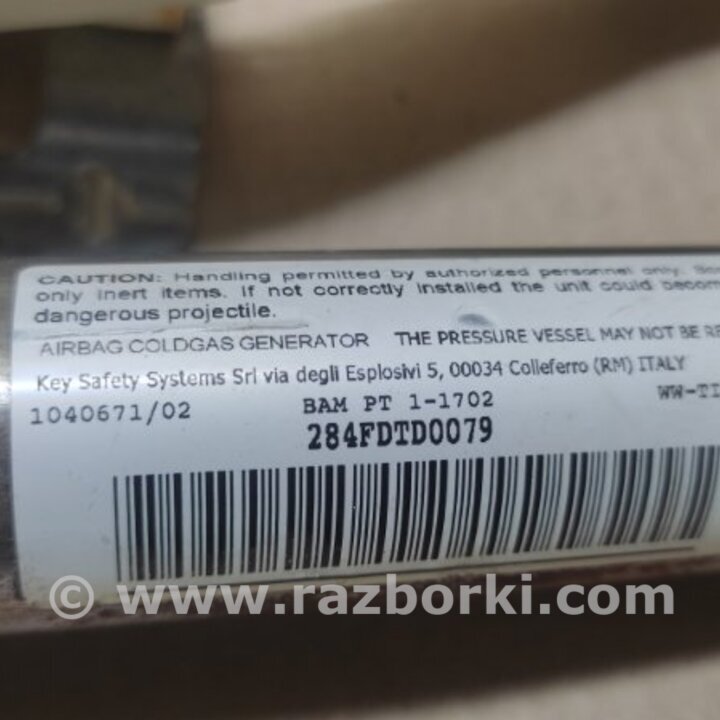 CAUTION: Handling permitted by authorized personnel only.
only inert items. If not correctly installed the unit could
dangerous projectile.
AIRBAG COLDGAS GENERATOR THE PRESSURE VESSEL MAY NOT BE
Key Safety Systems Srl via degli Esplosivi 5, 00034 Colleferro (RM) ITALY
1040671/02 BAM PT 1-1702
284FDTD0079
© www.razborki.com